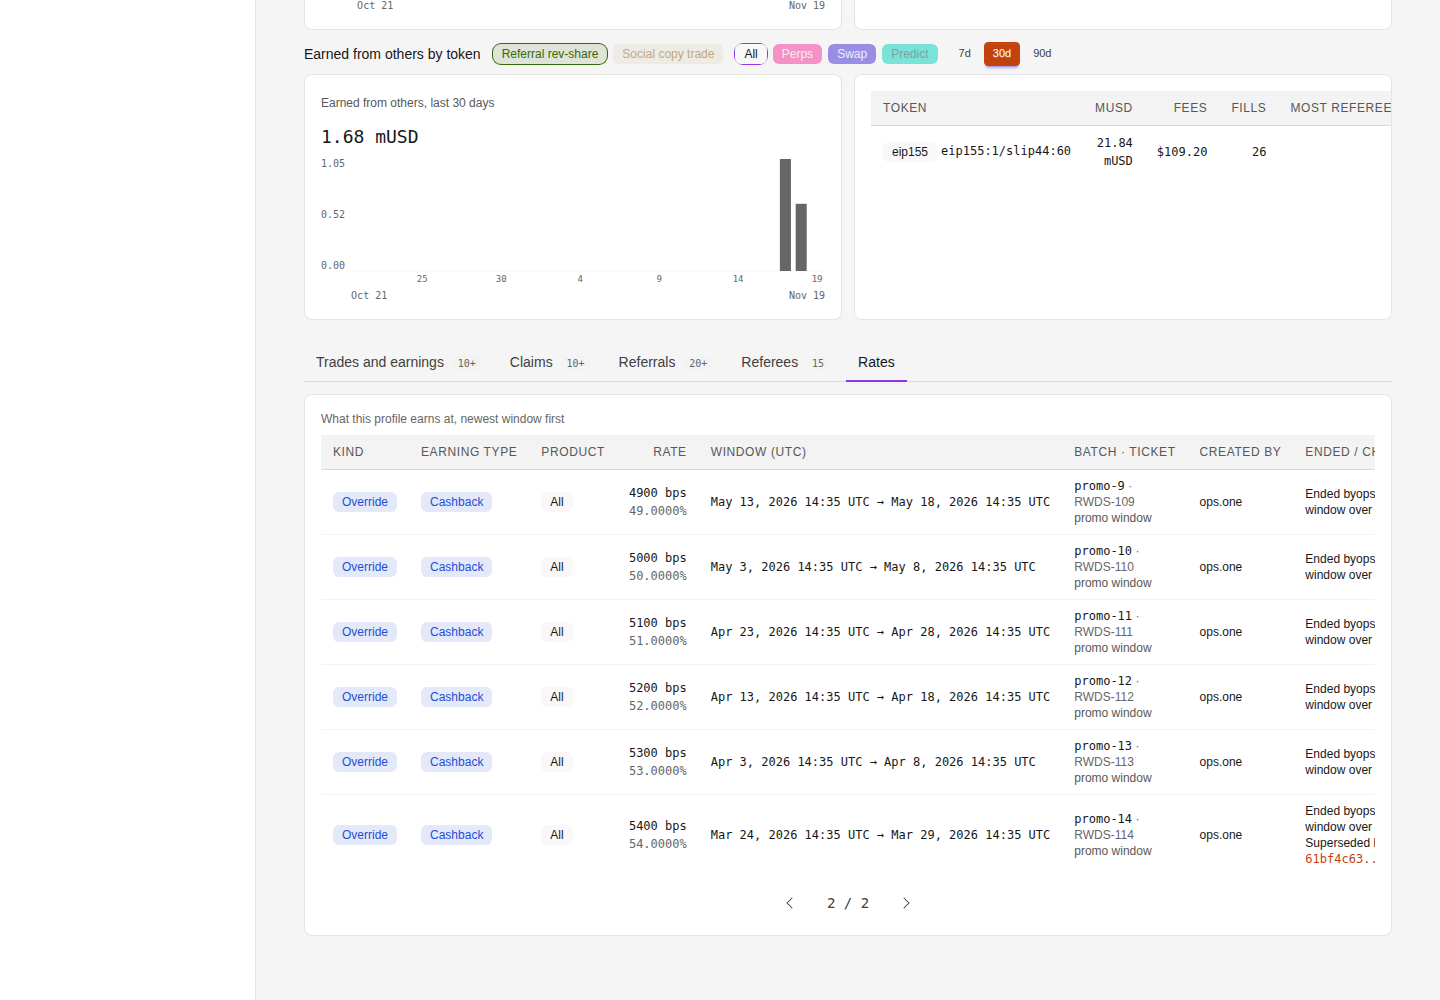 Oct 21
Nov 19
Earned from others by token
Referral rev-share
Social copy trade
All
Perps
Swap
Predict
7d
30d
90d
Earned from others, last 30 days
1.68 mUSD
1.05
0.52
0.00
25 30 4 9 14 19
Oct 21
Nov 19
TOKEN MUSD FEES FILLS MOST REFEREE
eip155 eip155:1/slip44:60 21.84 mUSD $109.20 26
Trades and earnings 10+
Claims 10+
Referrals 20+
Referees 15
Rates
What this profile earns at, newest window first
KIND EARNING TYPE PRODUCT RATE WINDOW (UTC) BATCH · TICKET CREATED BY ENDED /
Override Cashback All 4900 bps 49.0000% May 13, 2026 14:35 UTC → May 18, 2026 14:35 UTC promo-9 · RWDS-109 promo window ops.one Ended byops window over
Override Cashback All 5000 bps 50.0000% May 3, 2026 14:35 UTC → May 8, 2026 14:35 UTC promo-10 · RWDS-110 promo window ops.one Ended byops window over
Override Cashback All 5100 bps 51.0000% Apr 23, 2026 14:35 UTC → Apr 28, 2026 14:35 UTC promo-11 · RWDS-111 promo window ops.one Ended byops window over
Override Cashback All 5200 bps 52.0000% Apr 13, 2026 14:35 UTC → Apr 18, 2026 14:35 UTC promo-12 · RWDS-112 promo window ops.one Ended byops window over
Override Cashback All 5300 bps 53.0000% Apr 3, 2026 14:35 UTC → Apr 8, 2026 14:35 UTC promo-13 · RWDS-113 promo window ops.one Ended byops window over
Override Cashback All 5400 bps 54.0000% Mar 24, 2026 14:35 UTC → Mar 29, 2026 14:35 UTC promo-14 · RWDS-114 promo window ops.one Ended byops window over Superseded 61bf4c63..
2 / 2